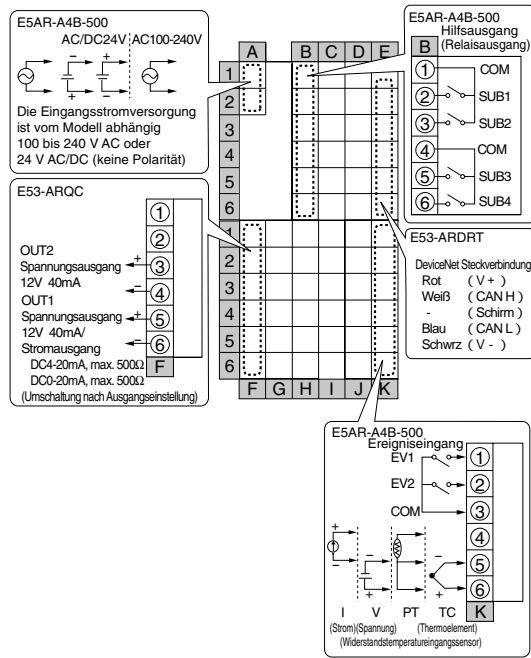 E5AR-A4B-500
AC/DC24V AC100-240V
Die Eingangsstromversorgung
ist vom Modell abhängig
100 bis 240 V AC oder
24 V AC/DC (keine Polarität)
A B C D E
1
2
3
4
5
6
1
2
3
4
5
6
F G H I J K
E5AR-A4B-500
Hilfsausgang
(Relaisausgang)
B
1 COM
2 SUB1
3 SUB2
4 COM
5 SUB3
6 SUB4
E53-ARQC
1
2
OUT2
Spannungsausgang + 3
12V 40mA - 4
OUT1
Spannungsausgang + 5
12V 40mA/
Stromausgang - 6
DC4-20mA, max. 500Ω
DC0-20mA, max. 500Ω
F
(Umschaltung nach Ausgangseinstellung)
E53-ARDRT
DeviceNet Steckverbindung
Rot ( V + )
Weiß ( CAN H )
- ( Schirm )
Blau ( CAN L )
Schwrz ( V - )
E5AR-A4B-500
Ereigniseingang
EV1 1
EV2 2
COM 3
4
5
6
+ - - + - +
I V PT TC K
(Strom)(Spannung) (Thermoelement)
(Widerstandstemperatureingangssensor)